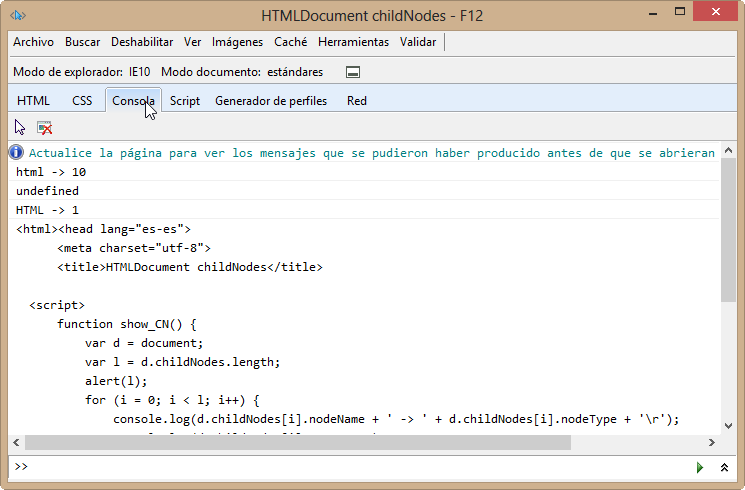 HTMLDocument childNodes - F12
Archivo Buscar Deshabilitar Ver Imágenes Caché Herramientas Validar
Modo de explorador: IE10 Modo documento: estándares
HTML CSS Consola Script Generador de perfiles Red
Actualice la página para ver los mensajes que se pudieron haber producido antes de que se abrieran
html -> 10
undefined
HTML -> 1
<html><head lang="es-es">
<meta charset="utf-8">
<title>HTMLDocument childNodes</title>
<script>
function show_CN() {
var d = document;
var l = d.childNodes.length;
alert(l);
for (i = 0; i < l; i++) {
console.log(d.childNodes[i].nodeName + ' -> ' + d.childNodes[i].nodeType + '\r');
>>